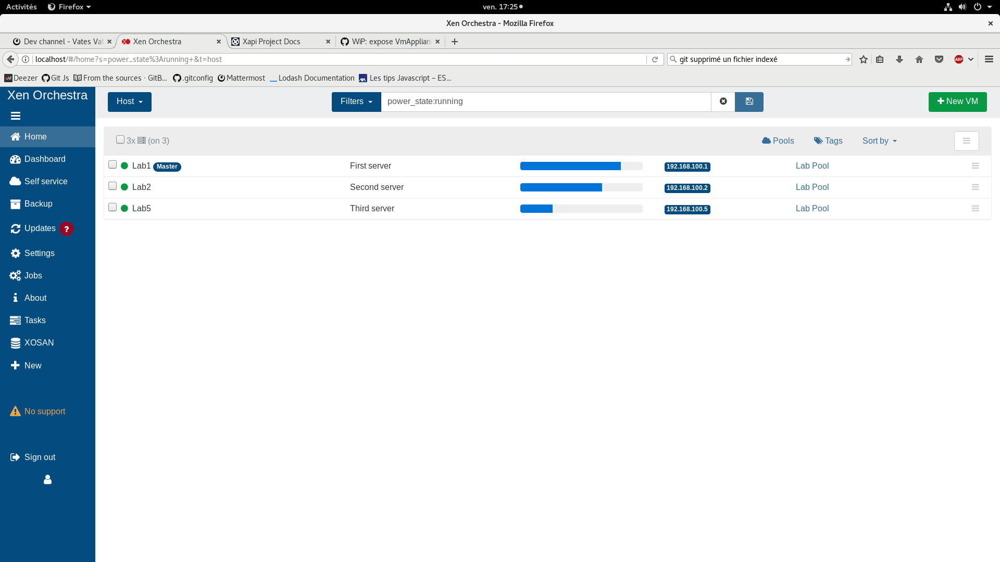 Activités Firefox ven. 17:25
Xen Orchestra - Mozilla Firefox
Dev channel - Vates Vat Xen Orchestra Xapi Project Docs WiP: expose VmApplian
localhost/#/home?s=power_state%3Arunning+&t=host git supprimé un fichier indexé ABP
Deezer Git Js From the sources · GitB... .gitconfig Mattermost Lodash Documentation Les tips Javascript – ES...
Xen Orchestra
Host Filters power_state:running New VM
Home
Dashboard
Self service
Backup
Updates ?
Settings
Jobs
About
Tasks
XOSAN
New
No support
Sign out
3x (on 3) Pools Tags Sort by
Lab1 Master First server 192.168.100.1 Lab Pool
Lab2 Second server 192.168.100.2 Lab Pool
Lab5 Third server 192.168.100.5 Lab Pool